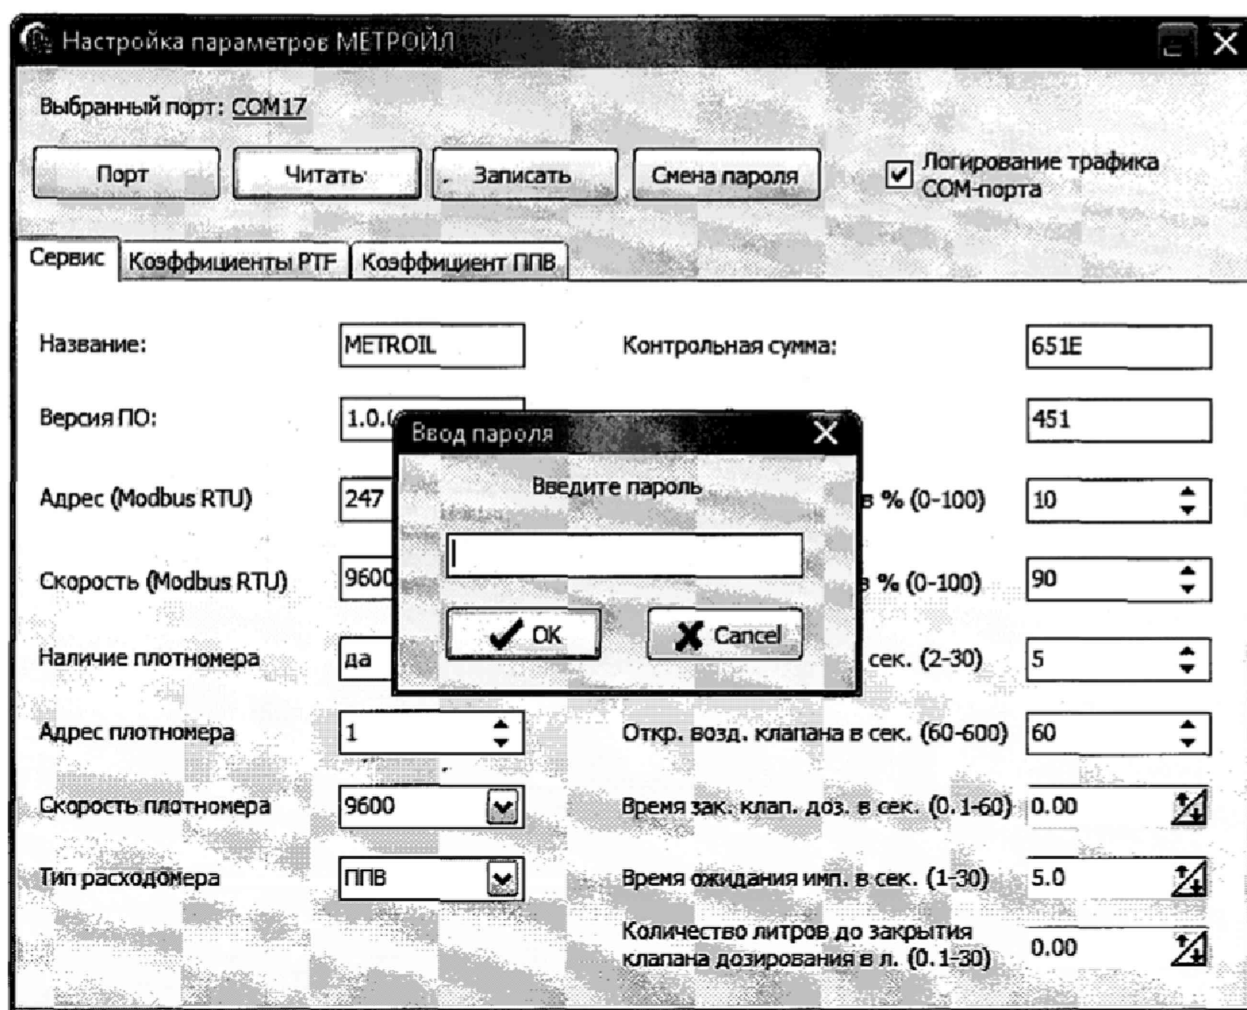 Настройка параметров МЕТРОЙЛ
Выбранный порт: COM17
Порт
Читать
Записать
Смена пароля
Логирование трафика
COM-порта
Сервис
Коэффициенты PTF
Коэффициент ППВ
Название:
METROIL
Контрольная сумма:
651E
Версия ПО:
1.0.
451
Ввод пароля
Введите пароль
OK
Cancel
Адрес (Modbus RTU)
247
в % (0-100)
10
Скорость (Modbus RTU)
9600
% (0-100)
90
Наличие плотномера
да
сек. (2-30)
5
Адрес плотномера
1
Откр. возд. клапана в сек. (60-600)
60
Скорость плотномера
9600
Время зак. клап. доз. в сек. (0.1-60)
0.00
Тип расходомера
ППВ
Время ожидания имп. в сек. (1-30)
5.0
Количество литров до закрытия
клапана дозирования в л. (0.1-30)
0.00